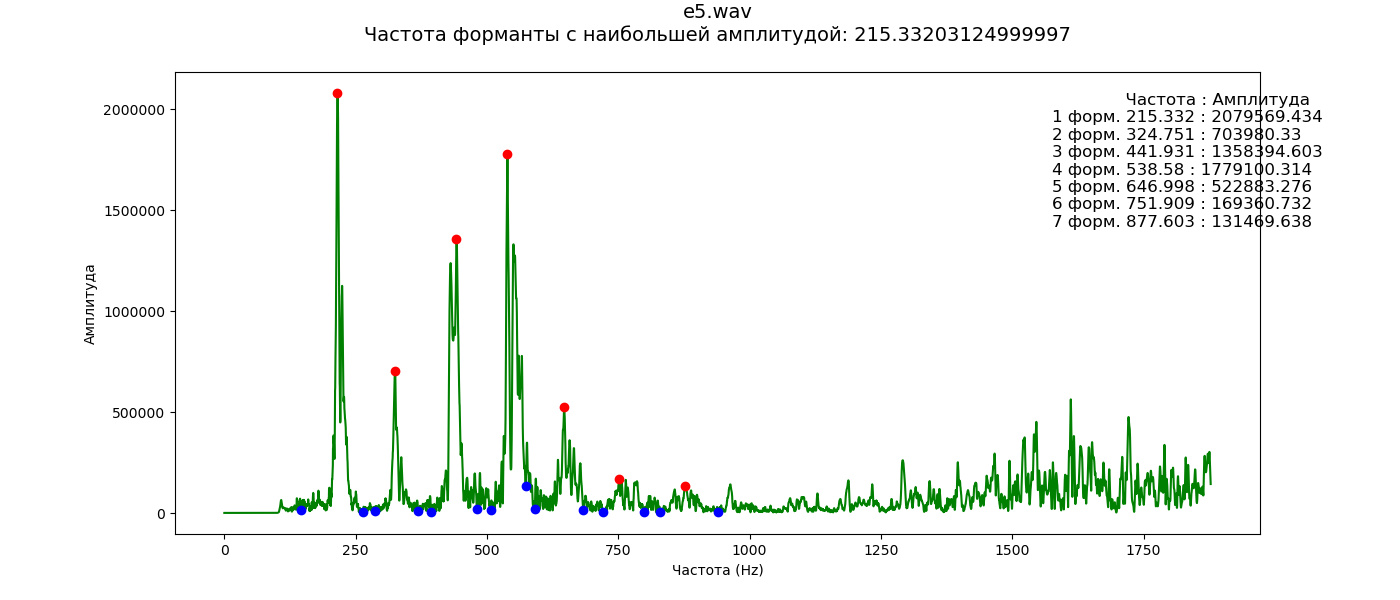 e5.wav
Частота форманты с наибольшей амплитудой: 215.33203124999997
Частота : Амплитуда
1 форм. 215.332 : 2079569.434
2 форм. 324.751 : 703980.33
3 форм. 441.931 : 1358394.603
4 форм. 538.58 : 1779100.314
5 форм. 646.998 : 522883.276
6 форм. 751.909 : 169360.732
7 форм. 877.603 : 131469.638
Амплитуда
2000000
1500000
1000000
500000
0
0 250 500 750 1000 1250 1500 1750
Частота (Hz)